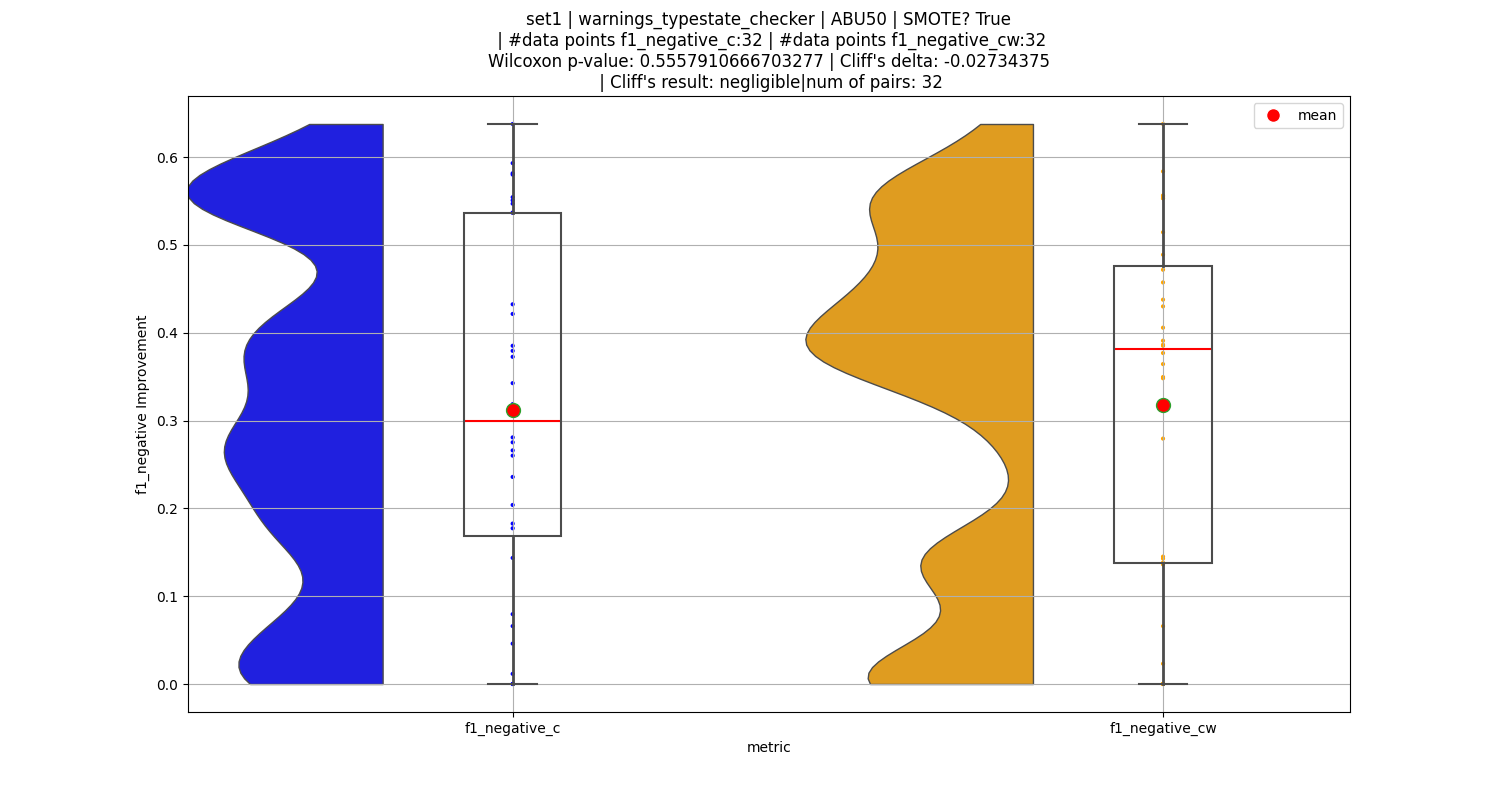 set1 | warnings_typestate_checker | ABU50 | SMOTE? True
| #data points f1_negative_c:32 | #data points f1_negative_cw:32
Wilcoxon p-value: 0.5557910666703277 | Cliff's delta: -0.02734375
| Cliff's result: negligible|num of pairs: 32
mean
0.6
0.5
0.4
0.3
0.2
0.1
0.0
f1_negative Improvement
f1_negative_c
f1_negative_cw
metric